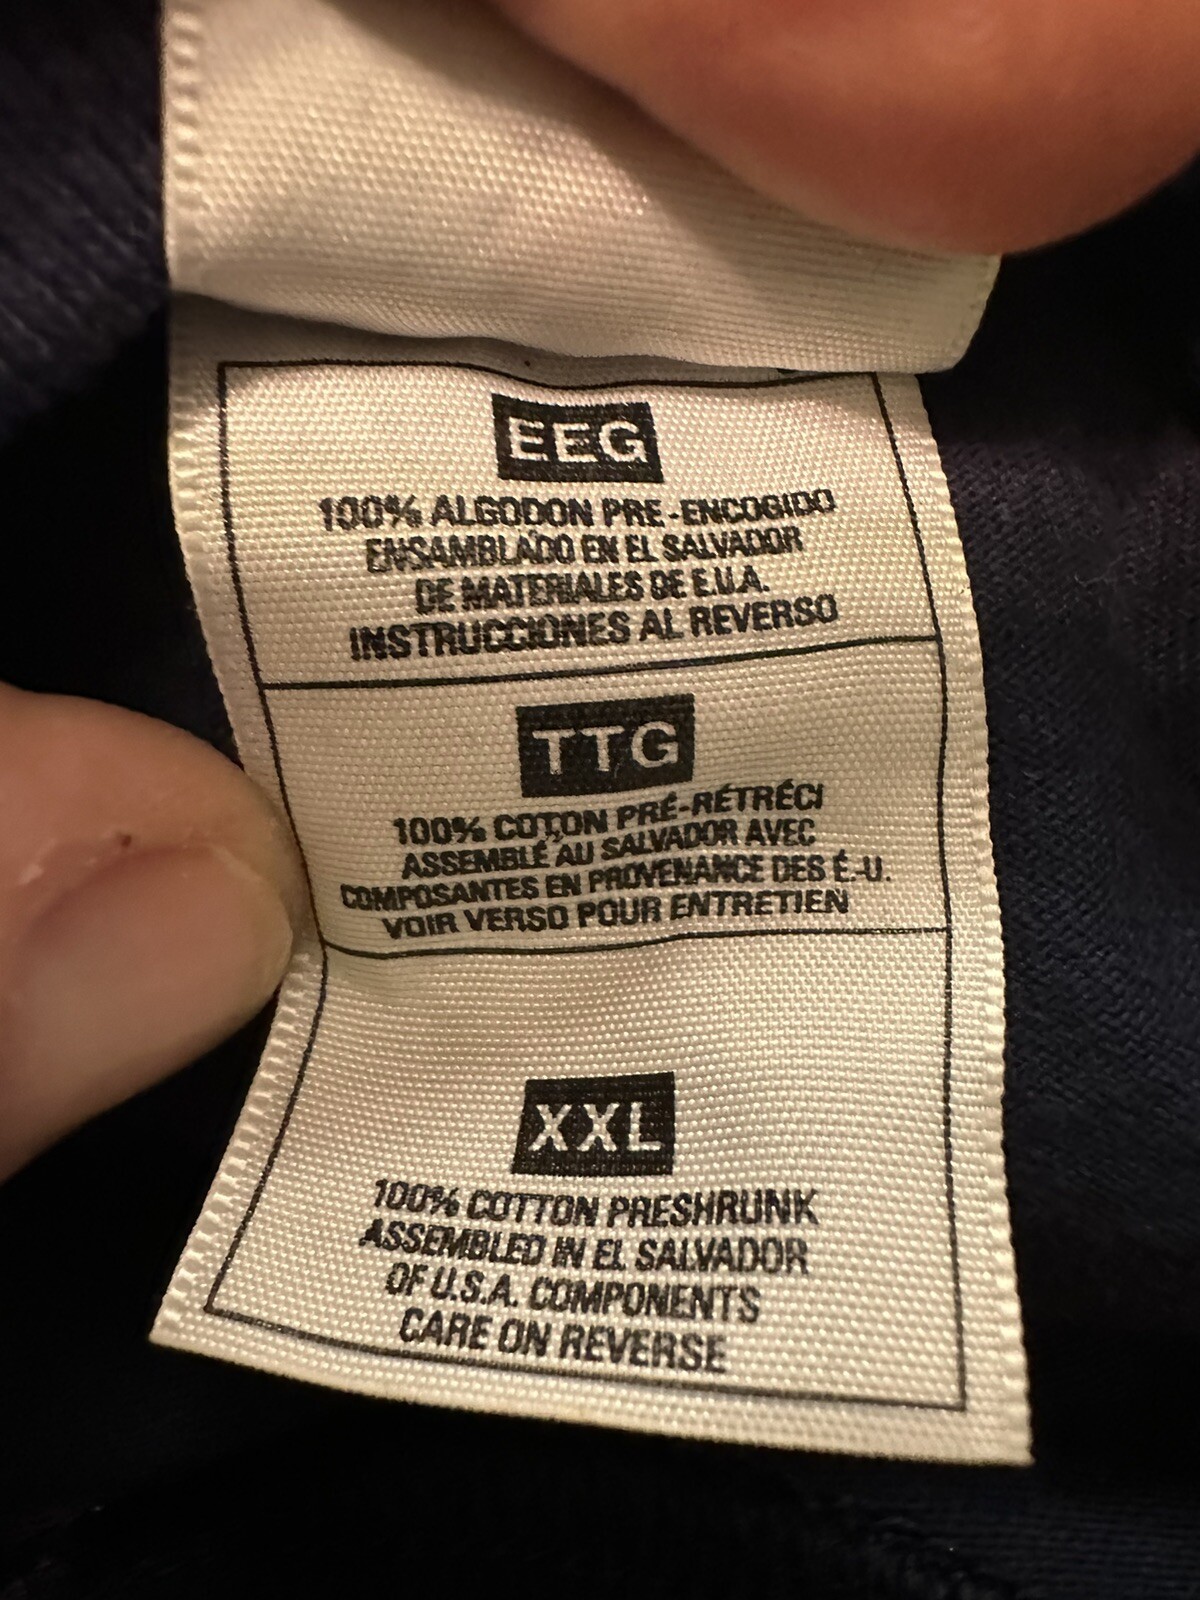 EEG
100% ALGODON PRE-ENCOGIDO
ENSAMBLADO EN EL SALVADOR
DE MATERIALES DE E.U.A.
INSTRUCCIONES AL REVERSO
TTG
100% COTON PRÉ-RÉTRÉCI
ASSEMBLÉ AU SALVADOR AVEC
COMPOSANTES EN PROVENANCE DES É.-U.
VOIR VERSO POUR ENTRETIEN
XXL
100% COTTON PRESHRUNK
ASSEMBLED IN EL SALVADOR
OF U.S.A. COMPONENTS
CARE ON REVERSE